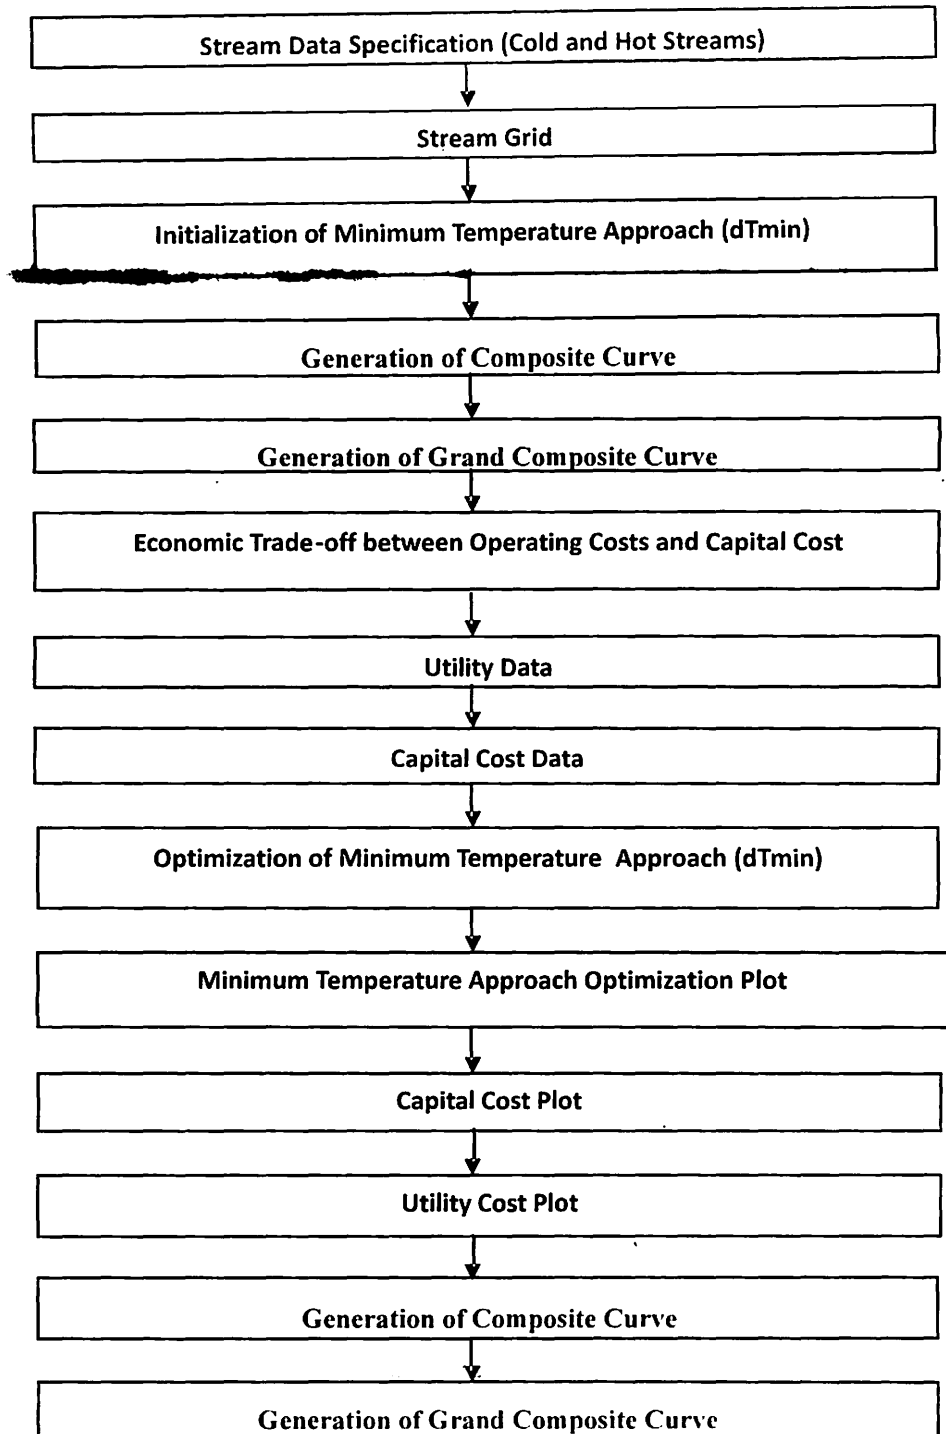 Stream Data Specification (Cold and Hot Streams)
Stream Grid
Initialization of Minimum Temperature Approach (dTmin)
Generation of Composite Curve
Generation of Grand Composite Curve
Economic Trade-off between Operating Costs and Capital Cost
Utility Data
Capital Cost Data
Optimization of Minimum Temperature Approach (dTmin)
Minimum Temperature Approach Optimization Plot
Capital Cost Plot
Utility Cost Plot
Generation of Composite Curve
Generation of Grand Composite Curve